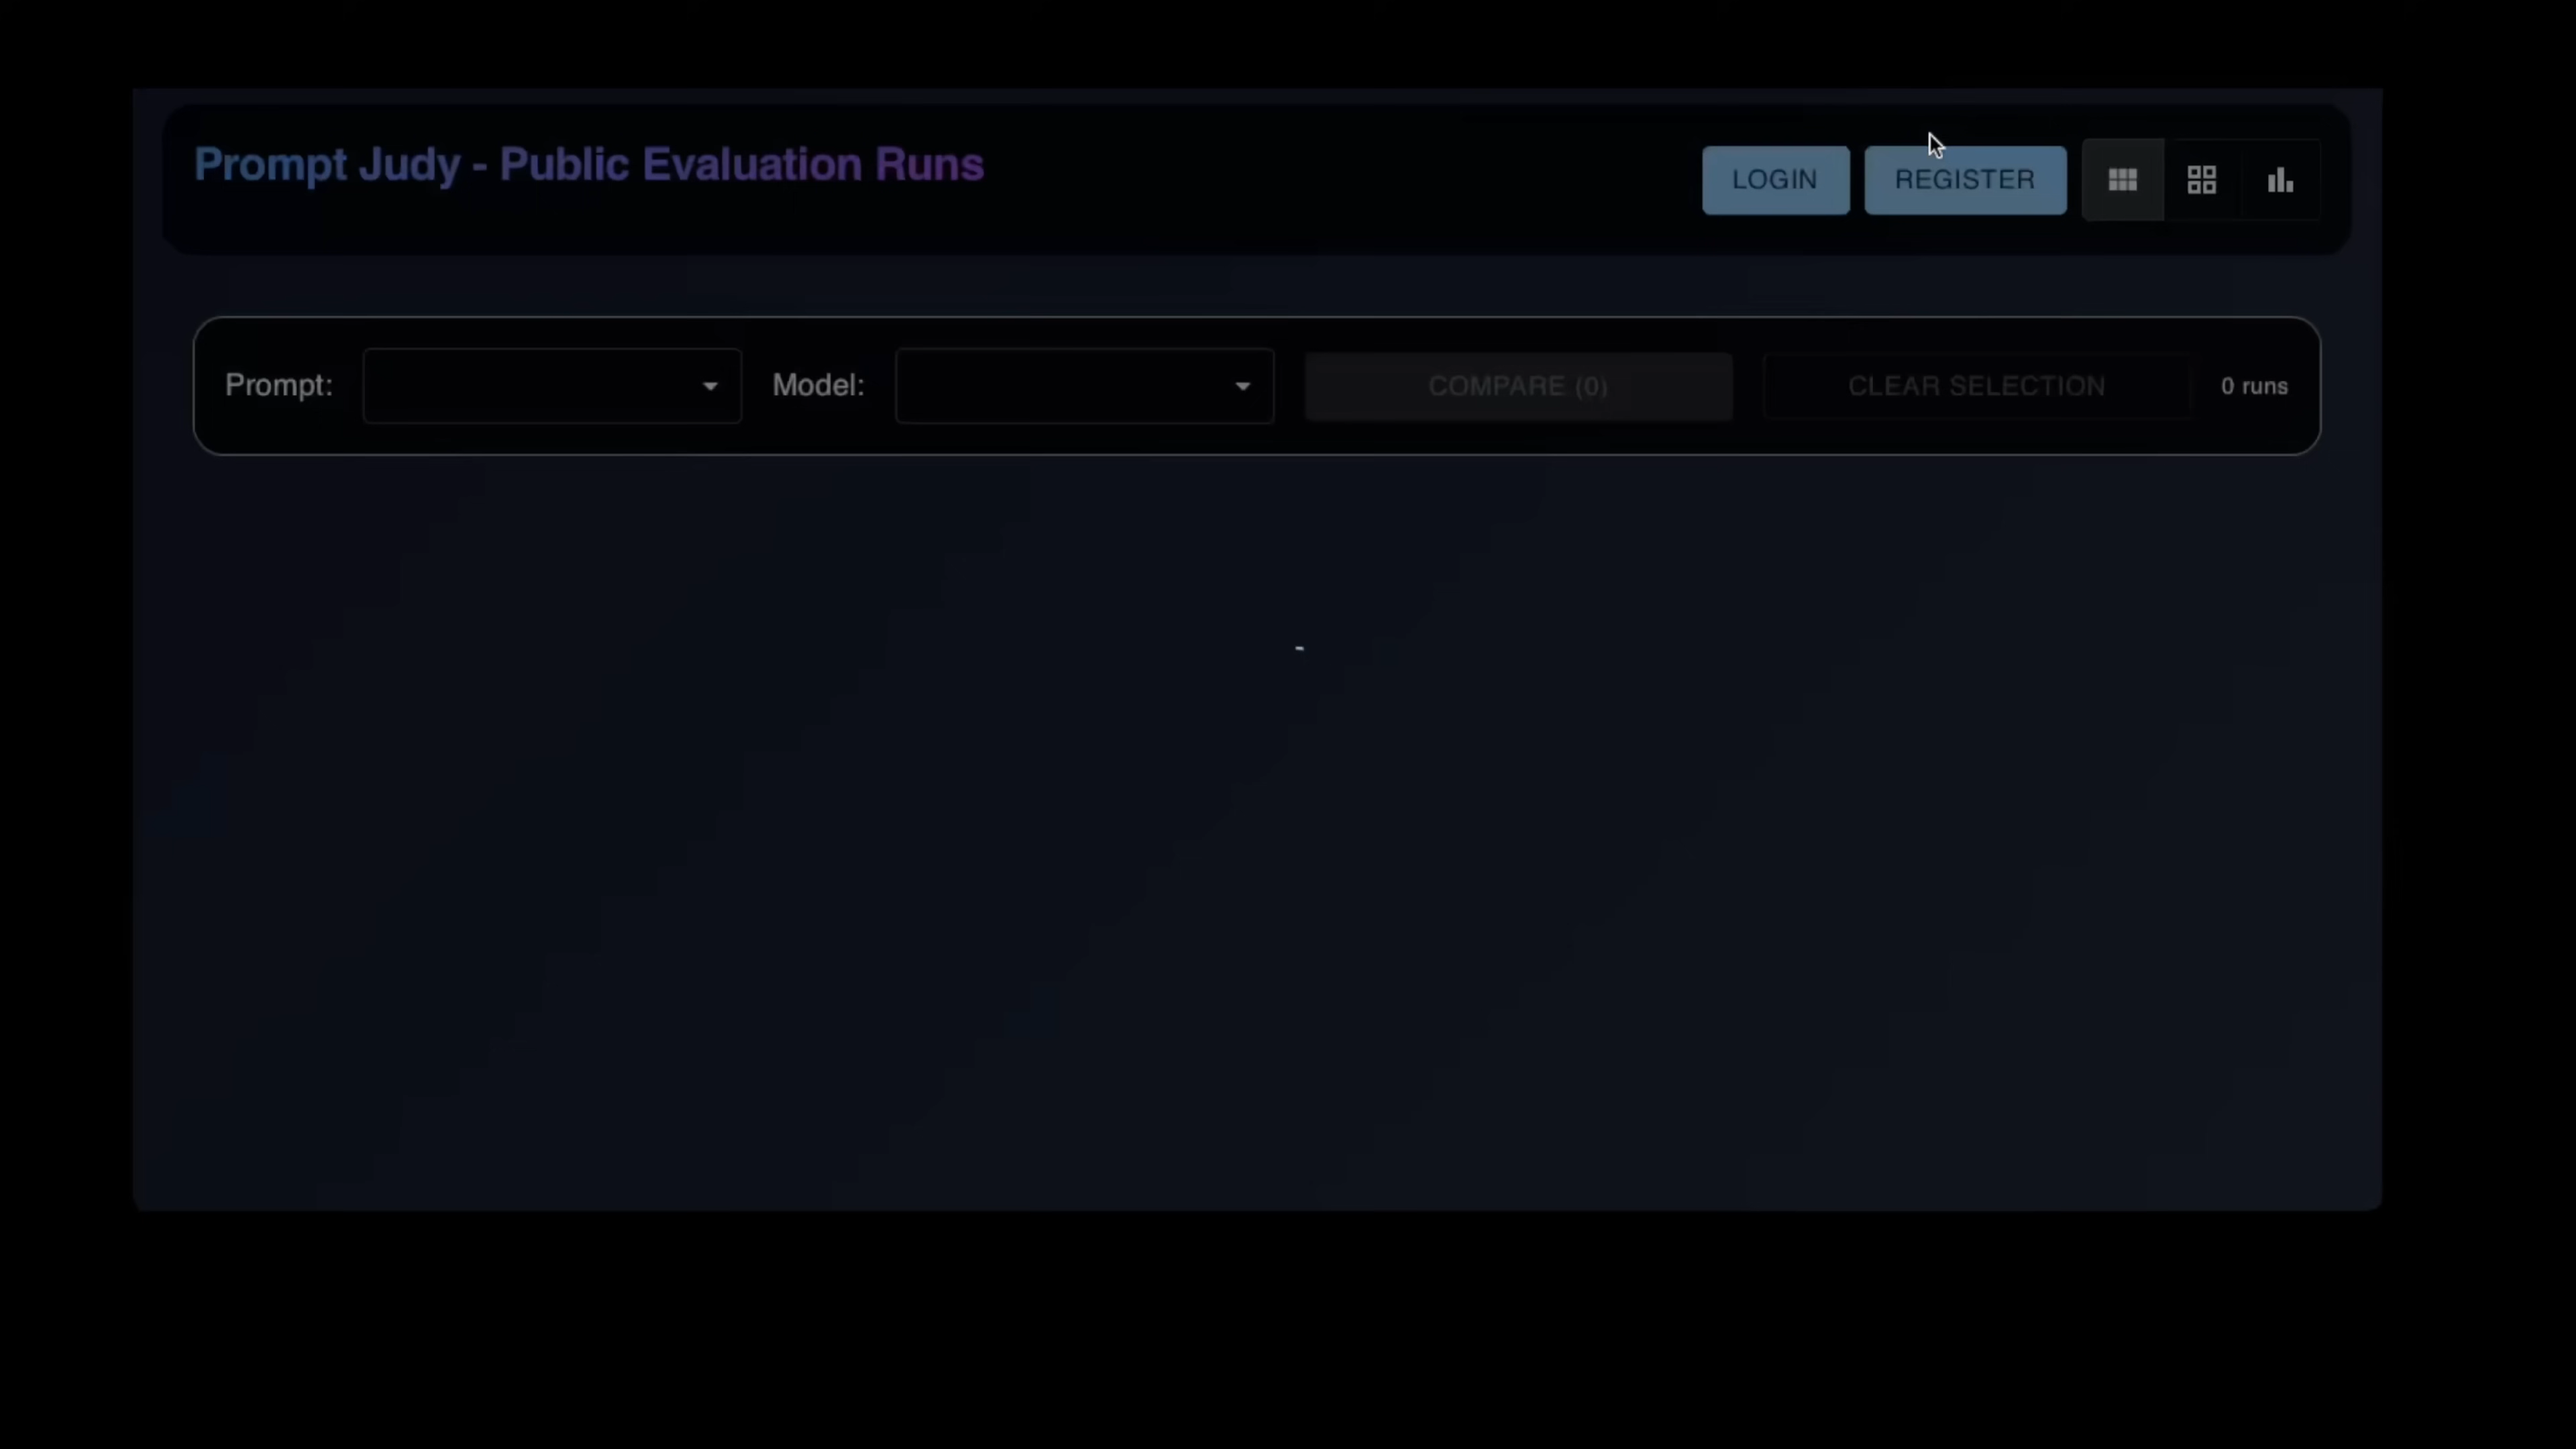 Prompt Judy - Public Evaluation Runs
LOGIN
REGISTER
Prompt:
Model:
COMPARE (0)
CLEAR SELECTION
0 runs